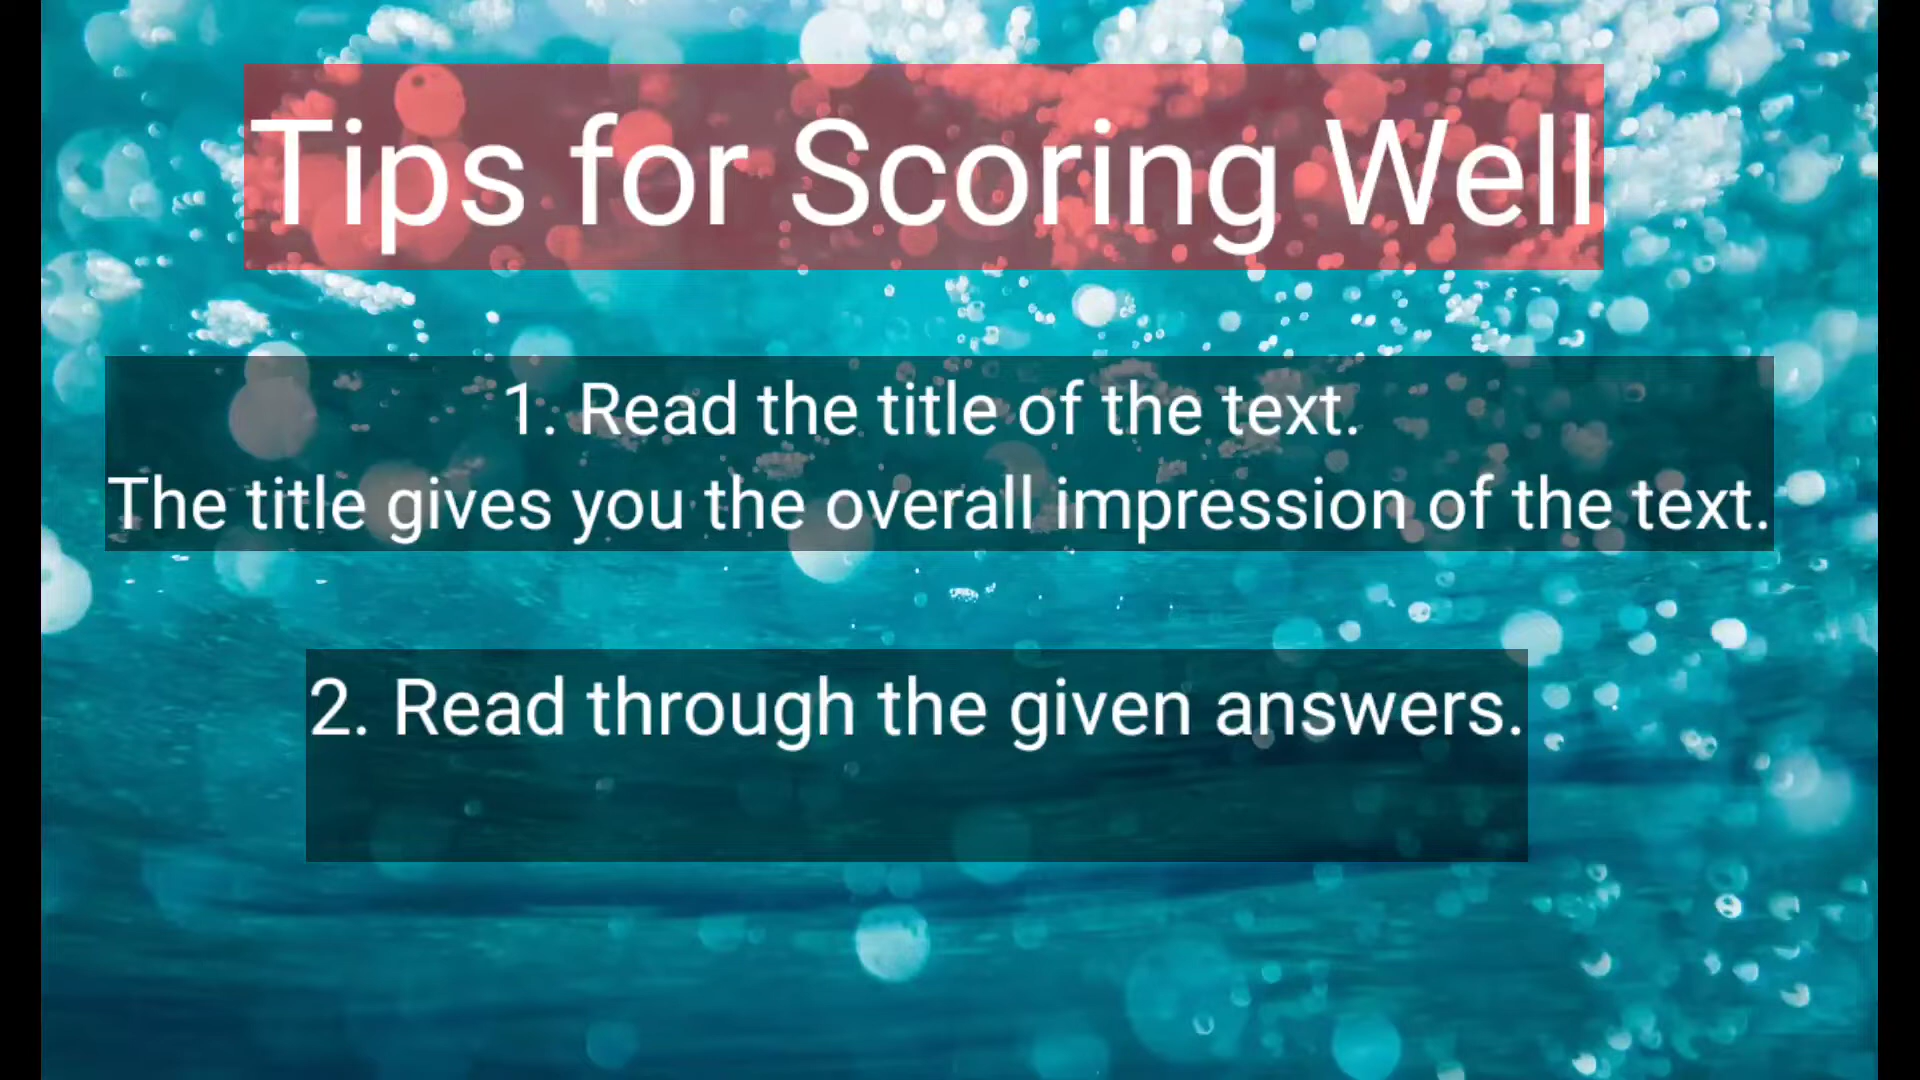 Tips for Scoring Well
1. Read the title of the text.
The title gives you the overall impression of the text.
2. Read through the given answers.